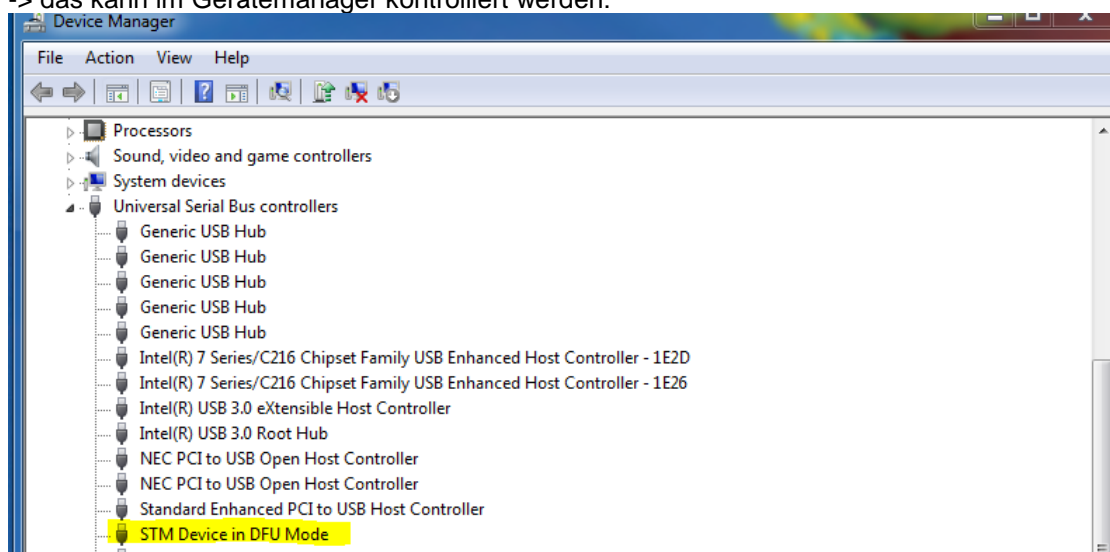 -> das kann im Gerätemanager kontrolliert werden:
Device Manager
File Action View Help
Processors
Sound, video and game controllers
System devices
Universal Serial Bus controllers
Generic USB Hub
Generic USB Hub
Generic USB Hub
Generic USB Hub
Generic USB Hub
Intel(R) 7 Series/C216 Chipset Family USB Enhanced Host Controller - 1E2D
Intel(R) 7 Series/C216 Chipset Family USB Enhanced Host Controller - 1E26
Intel(R) USB 3.0 eXtensible Host Controller
Intel(R) USB 3.0 Root Hub
NEC PCI to USB Open Host Controller
NEC PCI to USB Open Host Controller
Standard Enhanced PCI to USB Host Controller
STM Device in DFU Mode